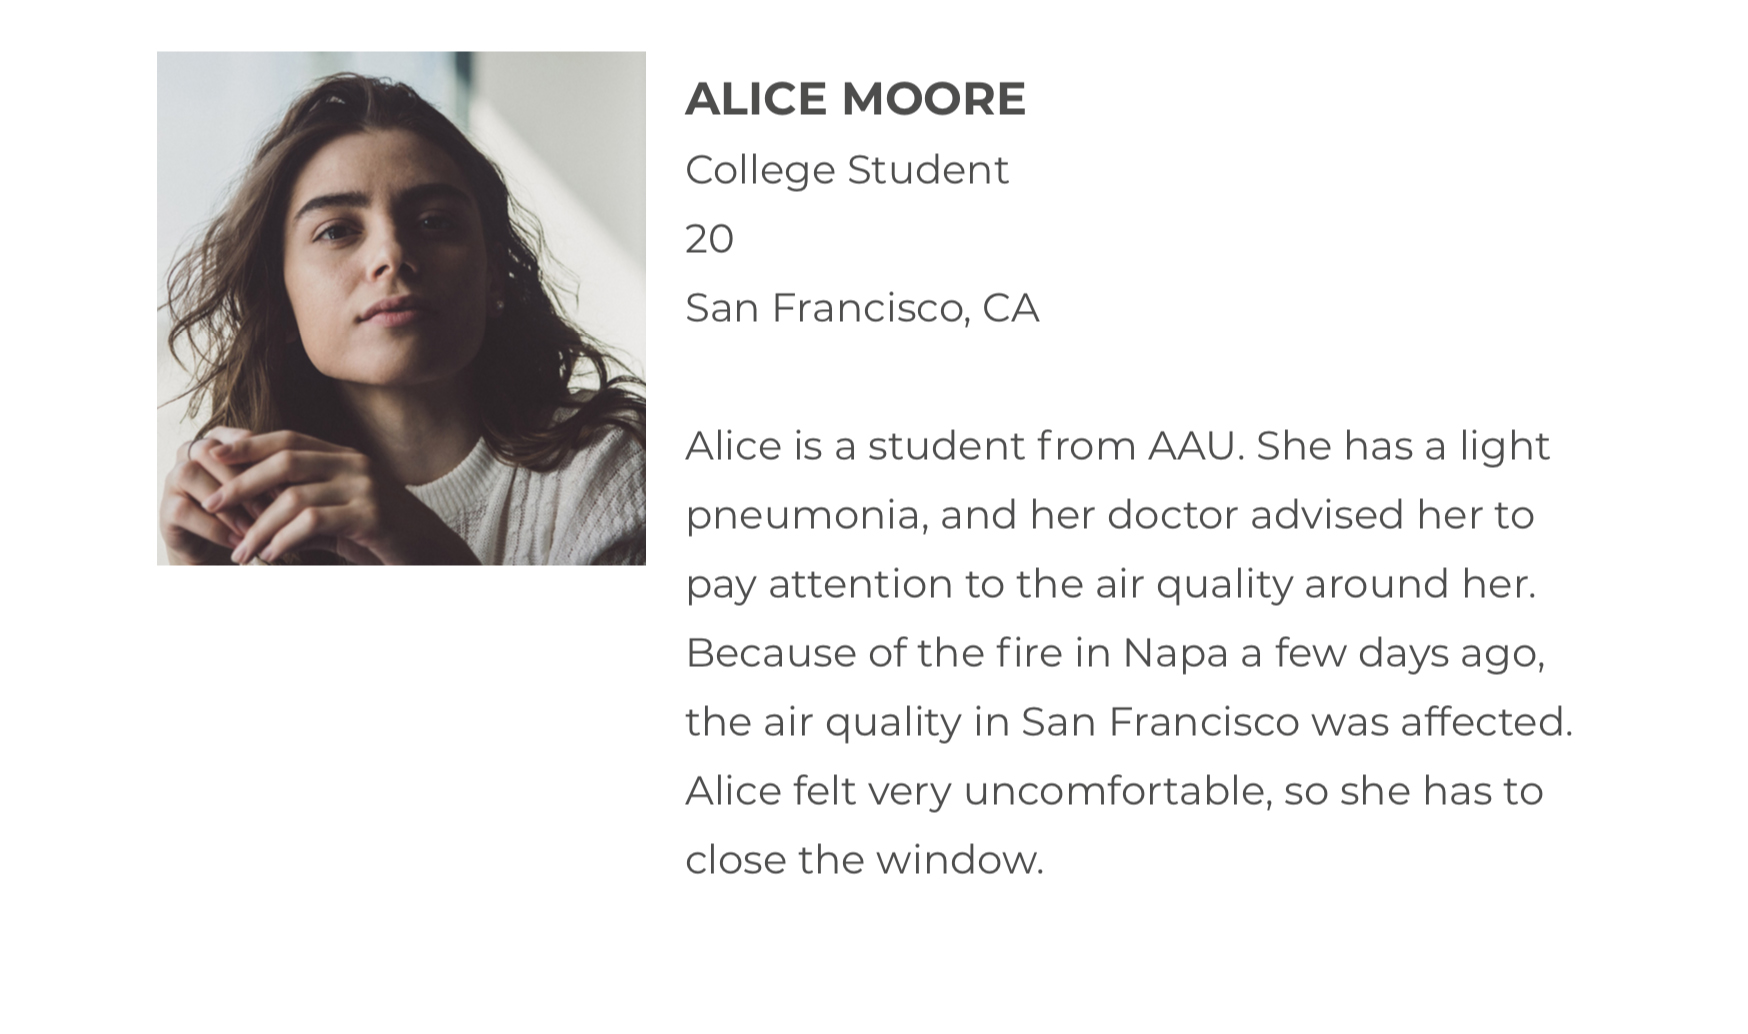 ALICE MOORE
College Student
20
San Francisco, CA
Alice is a student from AAU. She has a light
pneumonia, and her doctor advised her to
pay attention to the air quality around her.
Because of the fire in Napa a few days ago,
the air quality in San Francisco was affected.
Alice felt very uncomfortable, so she has to
close the window.